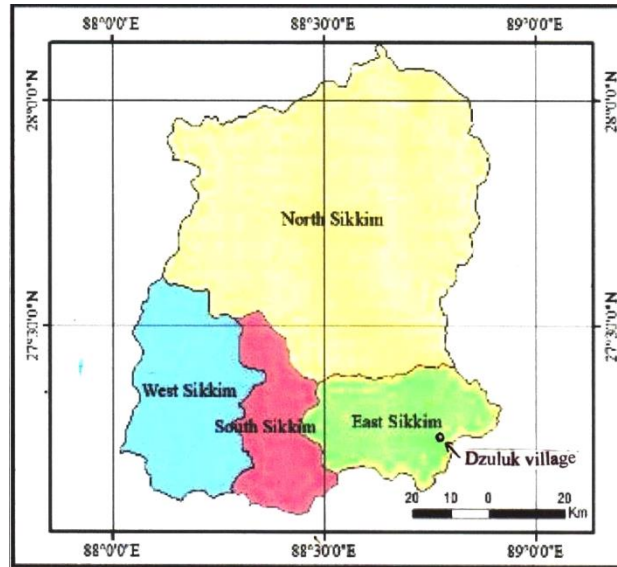 88°0'0"E 88°30'0"E 89°0'0"E
28°0'0"N 28°0'0"N
North Sikkim
27°30'0"N 27°30'0"N
West Sikkim
South Sikkim
East Sikkim
Dzuluk village
20 10 0 20
Km
88°0'0"E 88°30'0"E 89°0'0"E